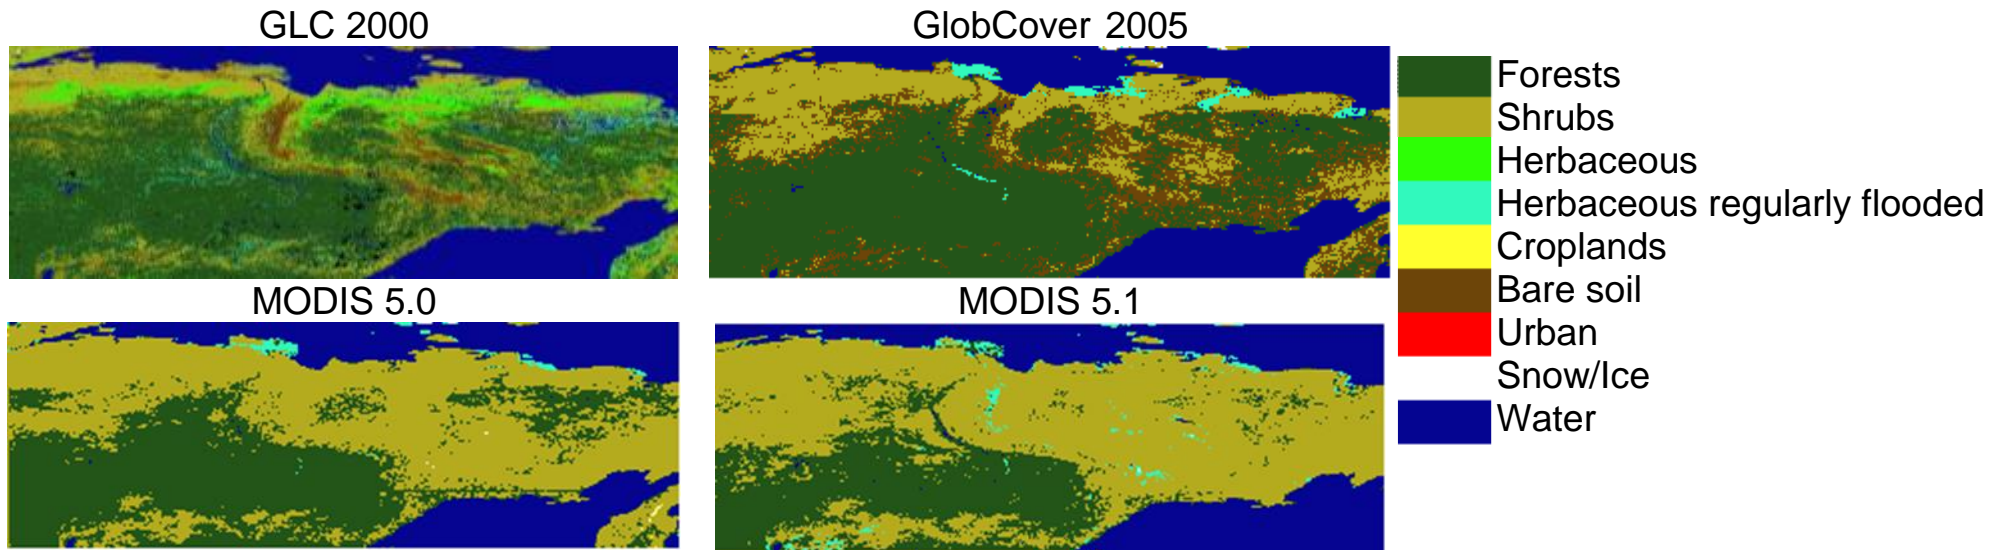 GLC 2000
GlobCover 2005
MODIS 5.0
MODIS 5.1
Forests
Shrubs
Herbaceous
Herbaceous regularly flooded
Croplands
Bare soil
Urban
Snow/Ice
Water